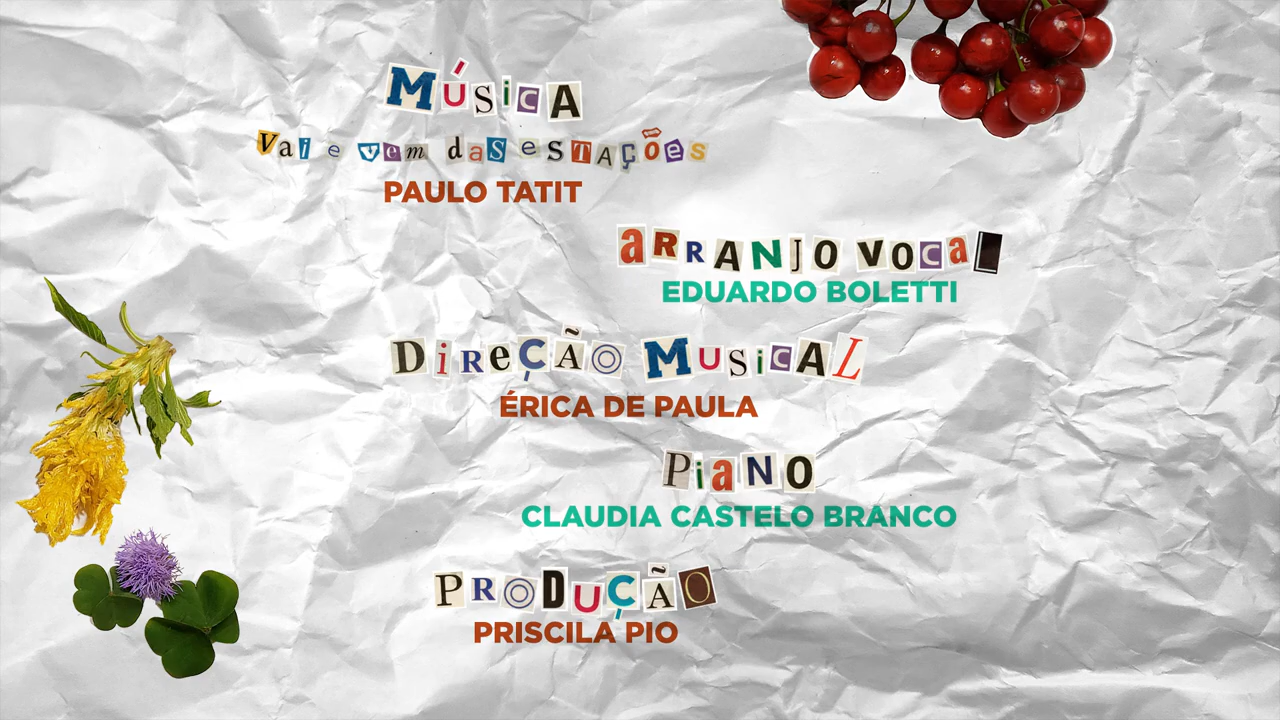 Música
Vai e vem das estações
PAULO TATIT
ARRANJO VOCAL
EDUARDO BOLETTI
DIREÇÃO MUSICAL
ÉRICA DE PAULA
PIANO
CLAUDIA CASTELO BRANCO
PRODUÇÃO
PRISCILA PIO